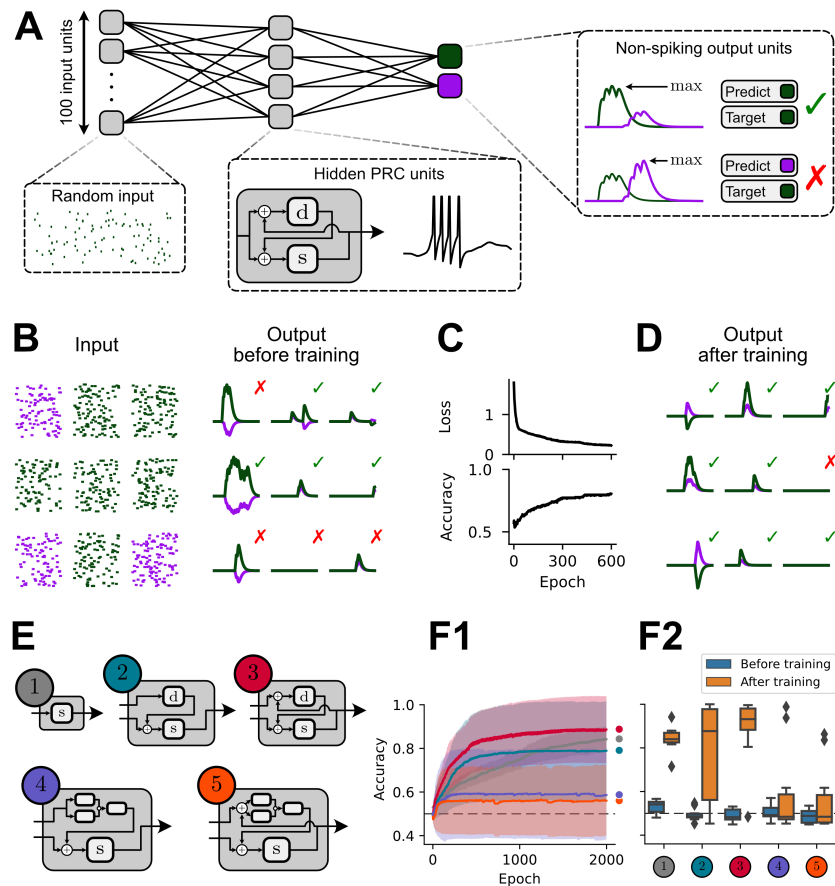 A
100 input units
Random input
Hidden PRC units
d
s
Non-spiking output units
max
Predict
Target
max
Predict
Target
B
Input
Output
before training
C
Loss
1
0
Accuracy
1.0
0.5
0
300
600
Epoch
D
Output
after training
E
1
s
2
d
s
3
d
s
4
s
5
s
F1
Accuracy
1.0
0.8
0.6
0.4
0
1000
2000
Epoch
F2
Before training
After training
1
2
3
4
5